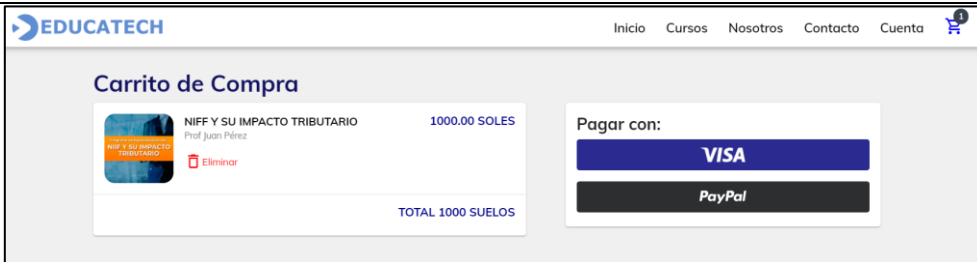 EDUCATECH
Inicio Cursos Nosotros Contacto Cuenta 1
Carrito de Compra
NIFF Y SU IMPACTO TRIBUTARIO 1000.00 SOLES
Prof Juan Pérez
NIIF Y SU IMPACTO
TRIBUTARIO
Eliminar
TOTAL 1000 SUELOS
Pagar con:
VISA
PayPal